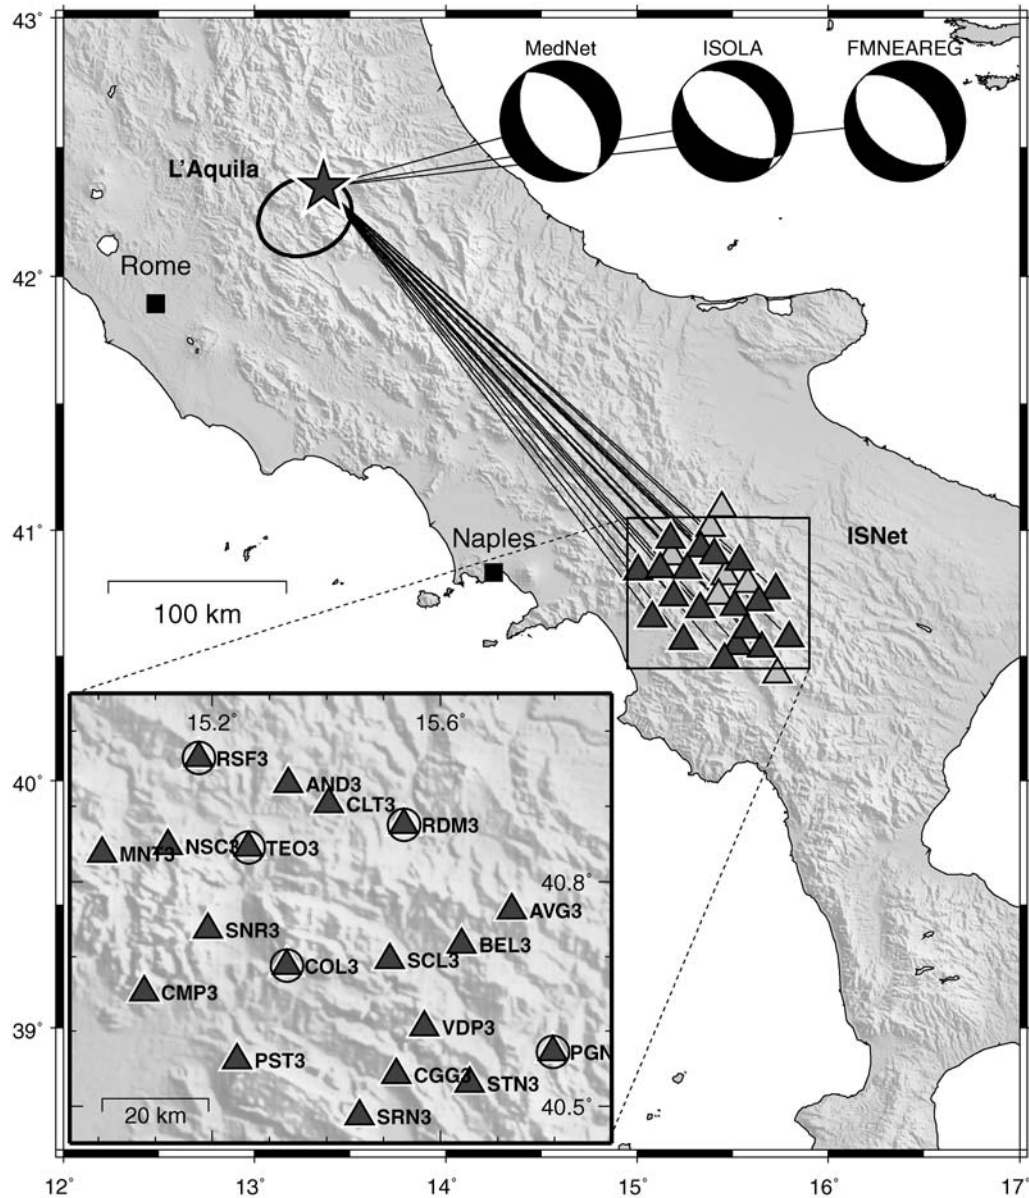 43°
MedNet ISOLA FMNEAREG
L'Aquila
42°
Rome
41°
Naples
ISNet
100 km
15.2° 15.6°
RSF3
AND3
CLT3
RDM3
MNT3 NSC3 TEO3
40.8°
AVG3
SNR3
BEL3
COL3 SCL3
CMP3
VDP3
PGN
PST3
CGG3 STN3
20 km
SRN3
40.5°
40°
39°
12° 13° 14° 15° 16° 17°